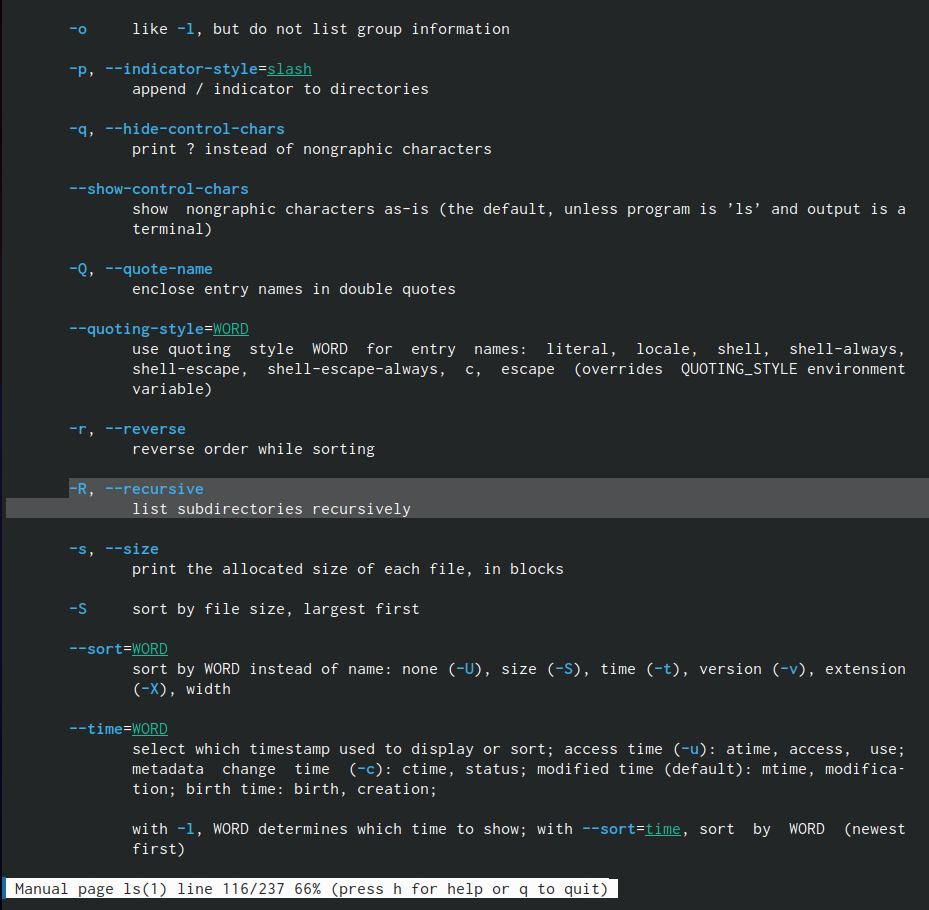 -o     like -l, but do not list group information
-p, --indicator-style=slash
append / indicator to directories
-q, --hide-control-chars
print ? instead of nongraphic characters
--show-control-chars
show  nongraphic characters as-is (the default, unless program is ’ls’ and output is a
terminal)
-Q, --quote-name
enclose entry names in double quotes
--quoting-style=WORD
use quoting  style  WORD  for  entry  names:  literal,  locale,  shell,  shell-always,
shell-escape,  shell-escape-always,  c,  escape  (overrides  QUOTING_STYLE environment
variable)
-r, --reverse
reverse order while sorting
-R, --recursive
list subdirectories recursively
-s, --size
print the allocated size of each file, in blocks
-S     sort by file size, largest first
--sort=WORD
sort by WORD instead of name: none (-U), size (-S), time (-t), version (-v), extension
(-X), width
--time=WORD
select which timestamp used to display or sort; access time (-u): atime, access,  use;
metadata  change  time  (-c): ctime, status; modified time (default): mtime, modifica-
tion; birth time: birth, creation;
with -l, WORD determines which time to show; with --sort=time, sort  by  WORD  (newest
first)
Manual page ls(1) line 116/237 66% (press h for help or q to quit)